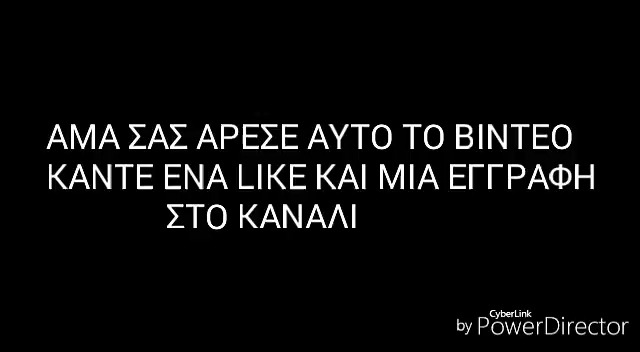 ΑΜΑ ΣΑΣ ΑΡΕΣΕ ΑΥΤΟ ΤΟ ΒΙΝΤΕΟ
ΚΑΝΤΕ ΕΝΑ LIKE ΚΑΙ ΜΙΑ ΕΓΓΡΑΦΗ
ΣΤΟ ΚΑΝΑΛΙ
CyberLink
by PowerDirector